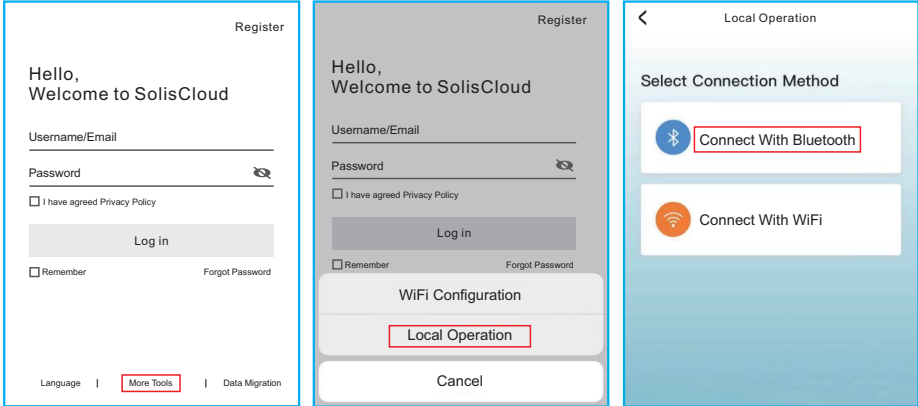 Register
Hello,
Welcome to SolisCloud
Username/Email
Password
I have agreed Privacy Policy
Log in
Remember Forgot Password
Language | More Tools | Data Migration
Register
Hello,
Welcome to SolisCloud
Username/Email
Password
I have agreed Privacy Policy
Log in
Remember Forgot Password
WiFi Configuration
Local Operation
Cancel
Local Operation
Select Connection Method
Connect With Bluetooth
Connect With WiFi